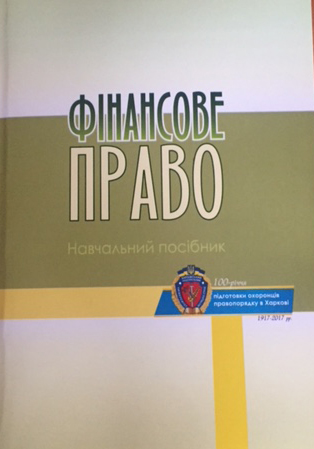 ФІНАНСОВЕ
ПРАВО
Навчальний посібник
100-річчя
підготовки охоронців
правопорядку в Харкові
1917-2017 рр.